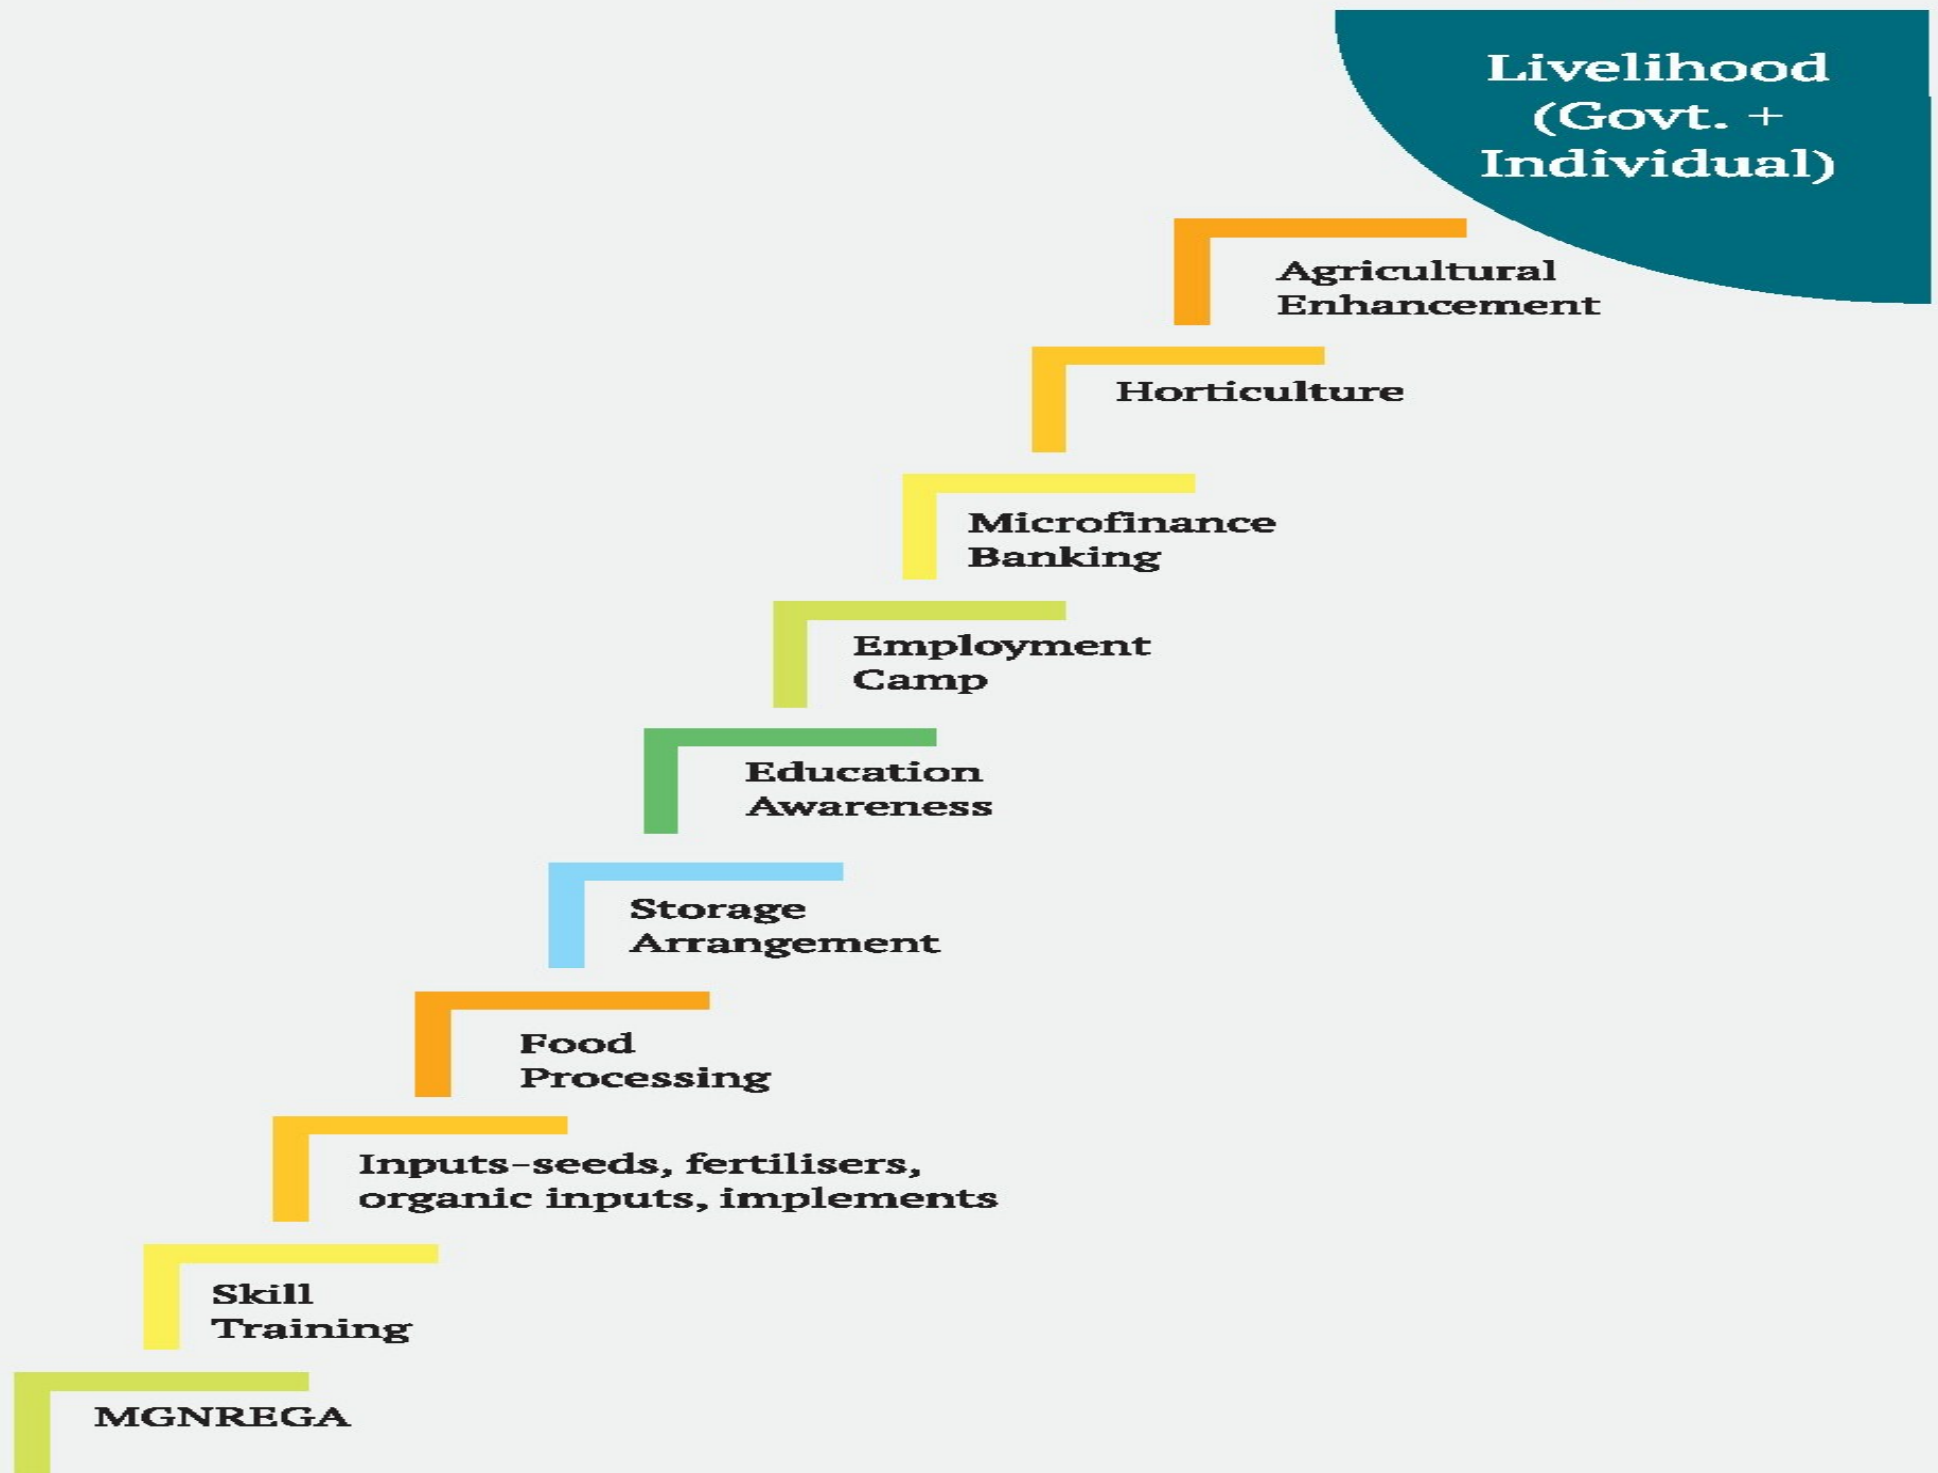 Livelihood
(Govt. +
Individual)
Agricultural
Enhancement
Horticulture
Microfinance
Banking
Employment
Camp
Education
Awareness
Storage
Arrangement
Food
Processing
Inputs-seeds, fertilisers,
organic inputs, implements
Skill
Training
MGNREGA